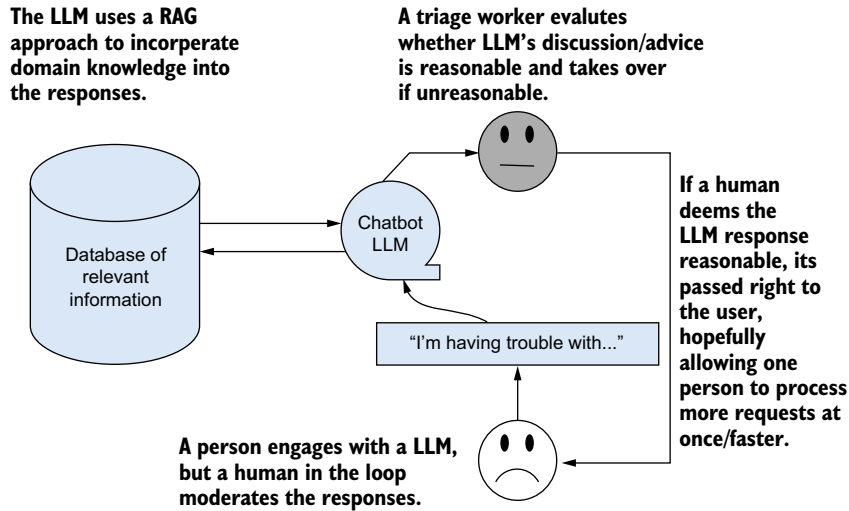 The LLM uses a RAG
approach to incorperate
domain knowledge into
the responses.
A triage worker evalutes
whether LLM's discussion/advice
is reasonable and takes over
if unreasonable.
Database of
relevant
information
Chatbot
LLM
"I'm having trouble with..."
If a human
deems the
LLM response
reasonable, its
passed right to
the user,
hopefully
allowing one
person to process
more requests at
once/faster.
A person engages with a LLM,
but a human in the loop
moderates the responses.